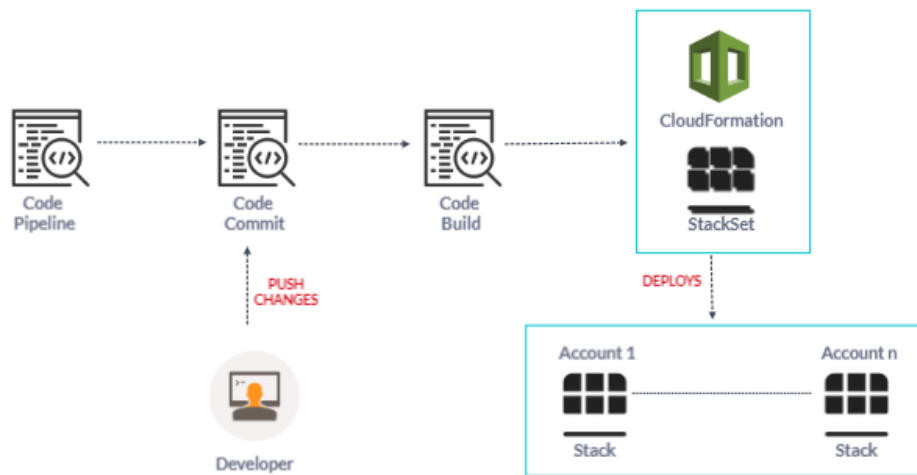 CloudFormation
StackSet
Code
Pipeline
Code
Commit
Code
Build
PUSH
CHANGES
DEPLOYS
Developer
Account 1
Account n
Stack
Stack